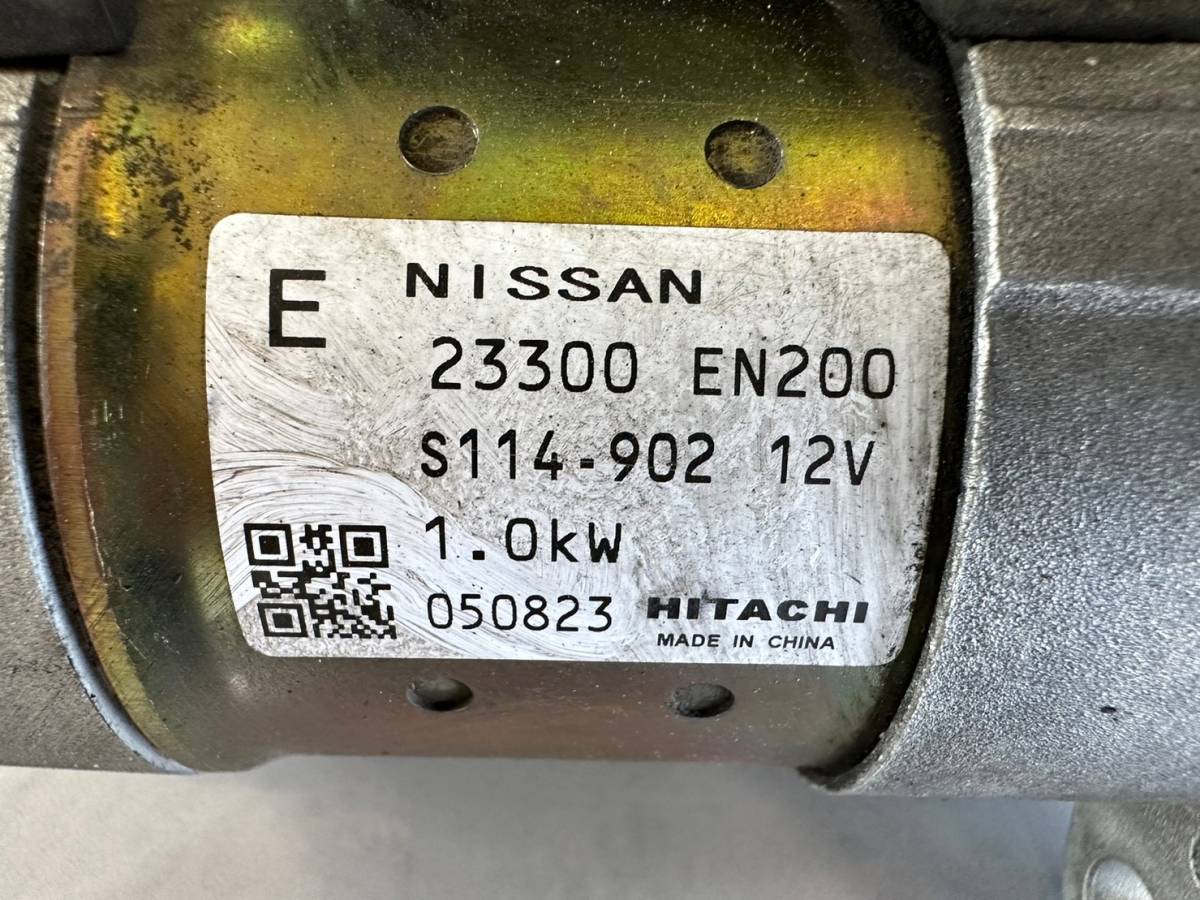 E NISSAN
23300 EN200
S114-902 12V
1.0kW
050823 HITACHI
MADE IN CHINA